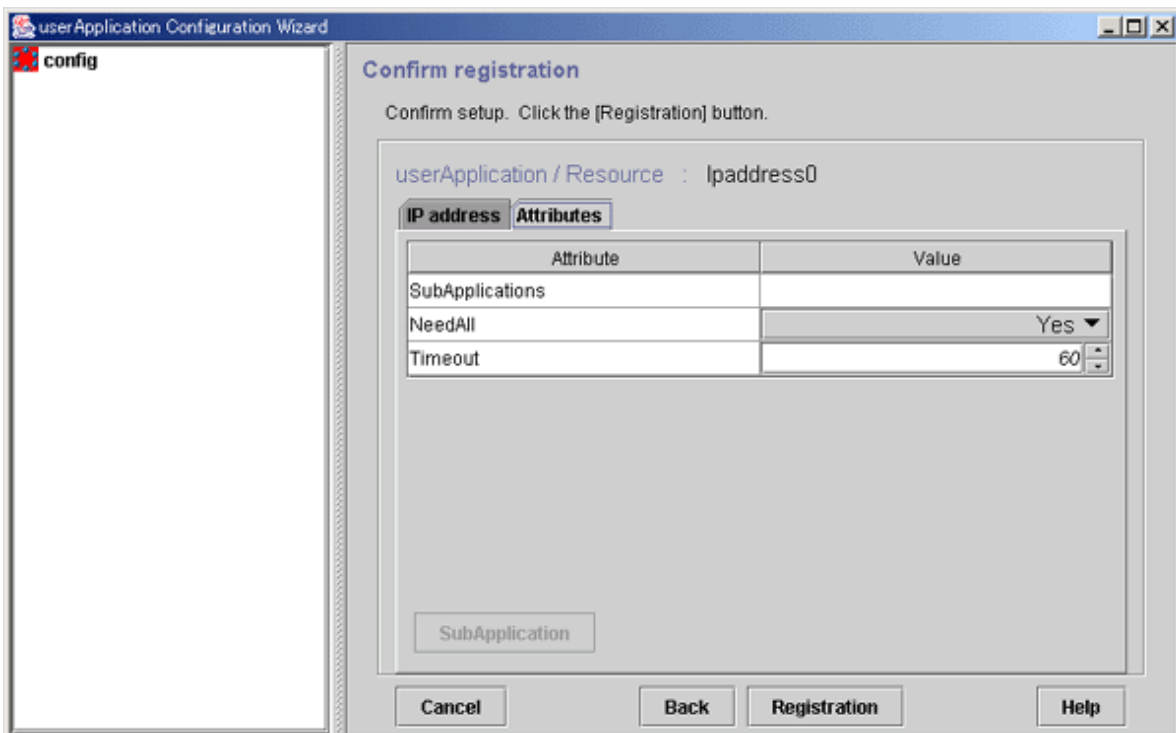 userApplication Configuration Wizard
config
Confirm registration
Confirm setup. Click the [Registration] button.
userApplication / Resource : Ipaddress0
IP address Attributes
Attribute Value
SubApplications
NeedAll Yes
Timeout 60
SubApplication
Cancel Back Registration Help